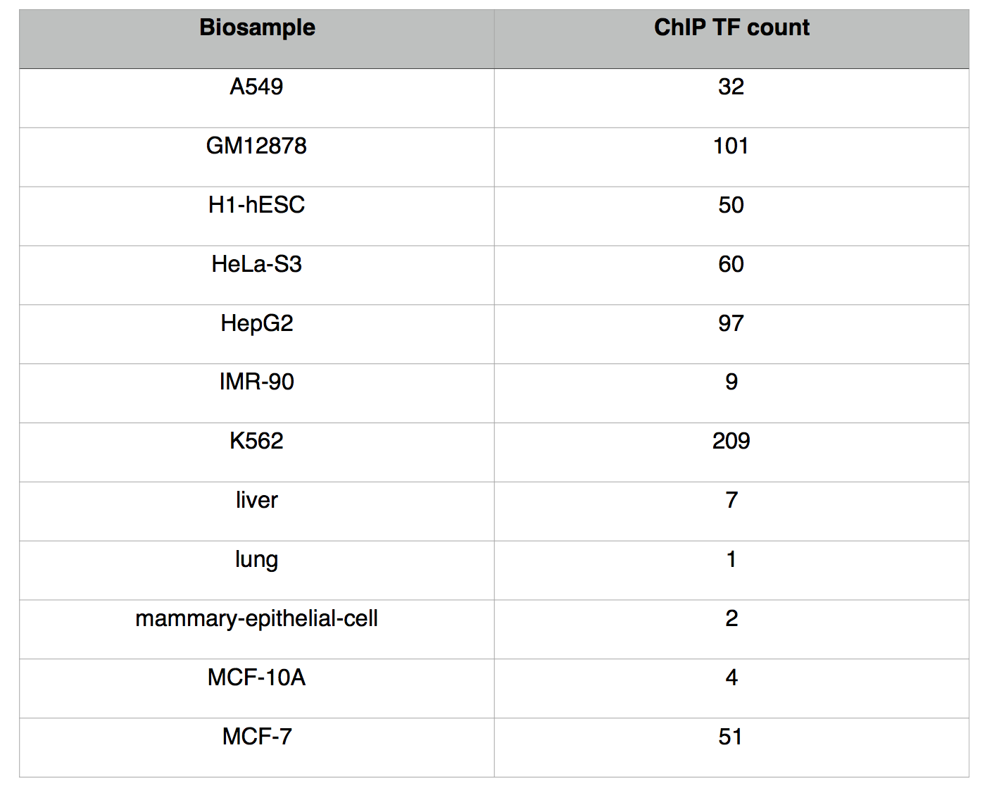 Biosample ChIP TF count
A549 32
GM12878 101
H1-hESC 50
HeLa-S3 60
HepG2 97
IMR-90 9
K562 209
liver 7
lung 1
mammary-epithelial-cell 2
MCF-10A 4
MCF-7 51